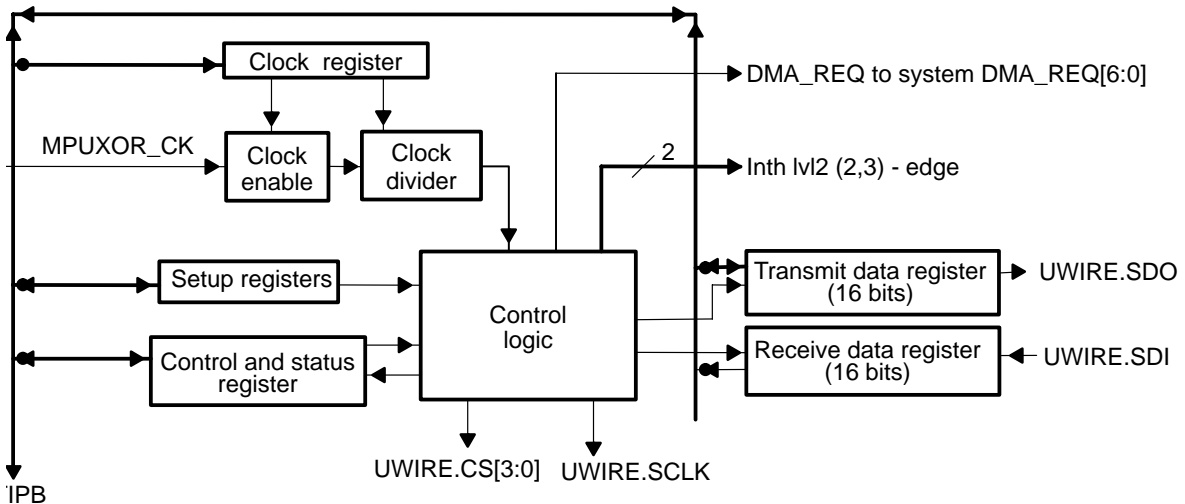 Clock register
DMA_REQ to system DMA_REQ[6:0]
MPUXOR_CK
Clock
enable
Clock
divider
2
Inth lvl2 (2,3) - edge
Setup registers
Control
logic
Transmit data register
(16 bits)
UWIRE.SDO
Control and status
register
Receive data register
(16 bits)
UWIRE.SDI
UWIRE.CS[3:0]
UWIRE.SCLK
TIPB